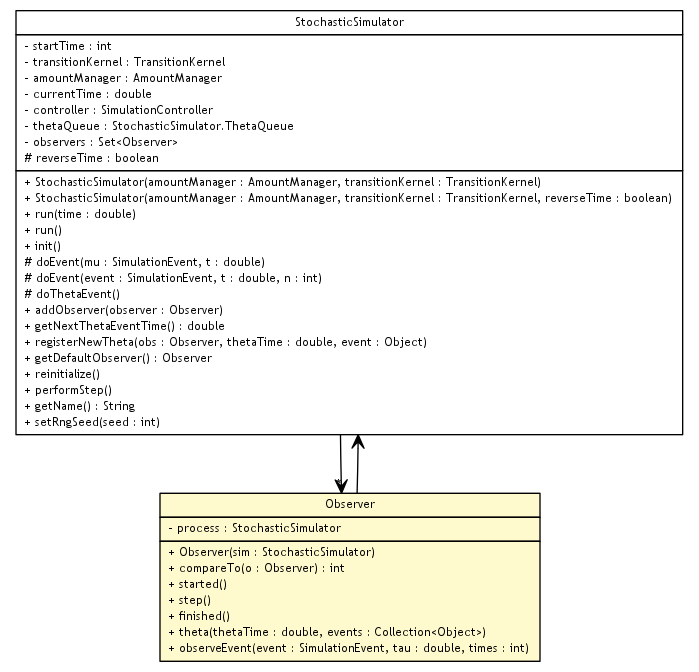 StochasticSimulator
- startTime : int
- transitionKernel : TransitionKernel
- amountManager : AmountManager
- currentTime : double
- controller : SimulationController
- thetaQueue : StochasticSimulator.ThetaQueue
- observers : Set<Observer>
# reverseTime : boolean
+ StochasticSimulator(amountManager : AmountManager, transitionKernel : TransitionKernel)
+ StochasticSimulator(amountManager : AmountManager, transitionKernel : TransitionKernel, reverseTime : boolean)
+ run(time : double)
+ run()
+ init()
# doEvent(mu : SimulationEvent, t : double)
# doEvent(event : SimulationEvent, t : double, n : int)
# doThetaEvent()
+ addObserver(observer : Observer)
+ getNextThetaEventTime() : double
+ registerNewTheta(obs : Observer, thetaTime : double, event : Object)
+ getDefaultObserver() : Observer
+ reinitialize()
+ performStep()
+ getName() : String
+ setRngSeed(seed : int)
Observer
- process : StochasticSimulator
+ Observer(sim : StochasticSimulator)
+ compareTo(o : Observer) : int
+ started()
+ step()
+ finished()
+ theta(thetaTime : double, events : Collection<Object>)
+ observeEvent(event : SimulationEvent, tau : double, times : int)